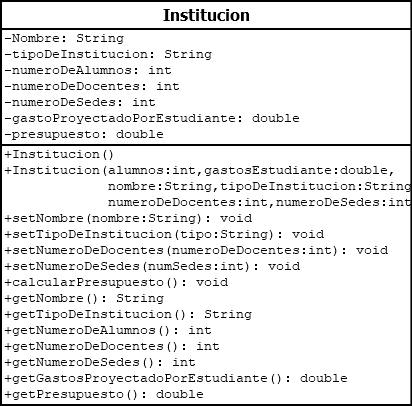 Institucion
-Nombre: String
-tipoDeInstitucion: String
-numeroDeAlumnos: int
-numeroDeDocentes: int
-numeroDeSedes: int
-gastoProyectadoPorEstudiante: double
-presupuesto: double
+Institucion()
+Institucion(alumnos:int,gastosEstudiante:double,
nombre:String,tipoDeInstitucion:String
numeroDeDocentes:int,numeroDeSedes:int
+setNombre(nombre:String): void
+setTipoDeInstitucion(tipo:String): void
+setNumeroDeDocentes(numeroDeDocentes:int): void
+setNumeroDeSedes(numSedes:int): void
+calcularPresupuesto(): void
+getNombre(): String
+getTipoDeInstitucion(): String
+getNumeroDeAlumnos(): int
+getNumeroDeDocentes(): int
+getNumeroDeSedes(): int
+getGastosProyectadoPorEstudiante(): double
+getPresupuesto(): double